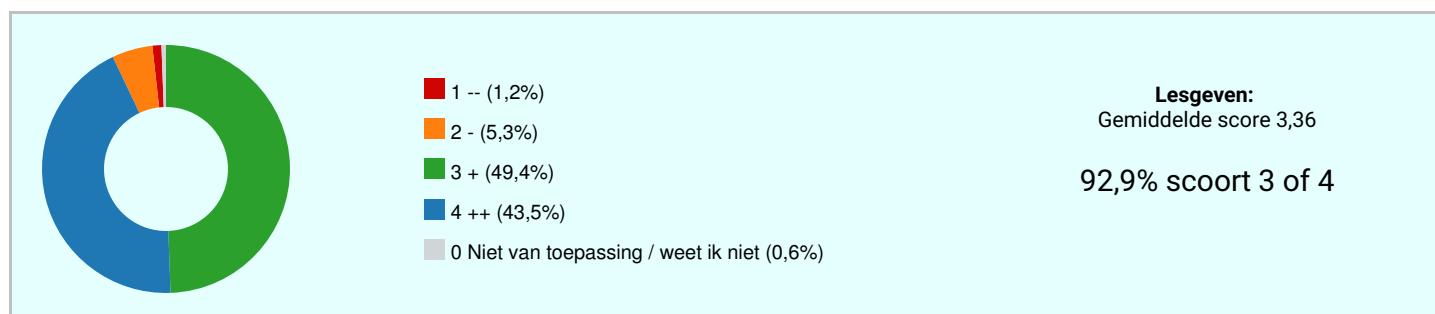 1 -- (1,2%)
2 - (5,3%)
3 + (49,4%)
4 ++ (43,5%)
0 Niet van toepassing / weet ik niet (0,6%)
Lesgeven:
Gemiddelde score 3,36
92,9% scoort 3 of 4